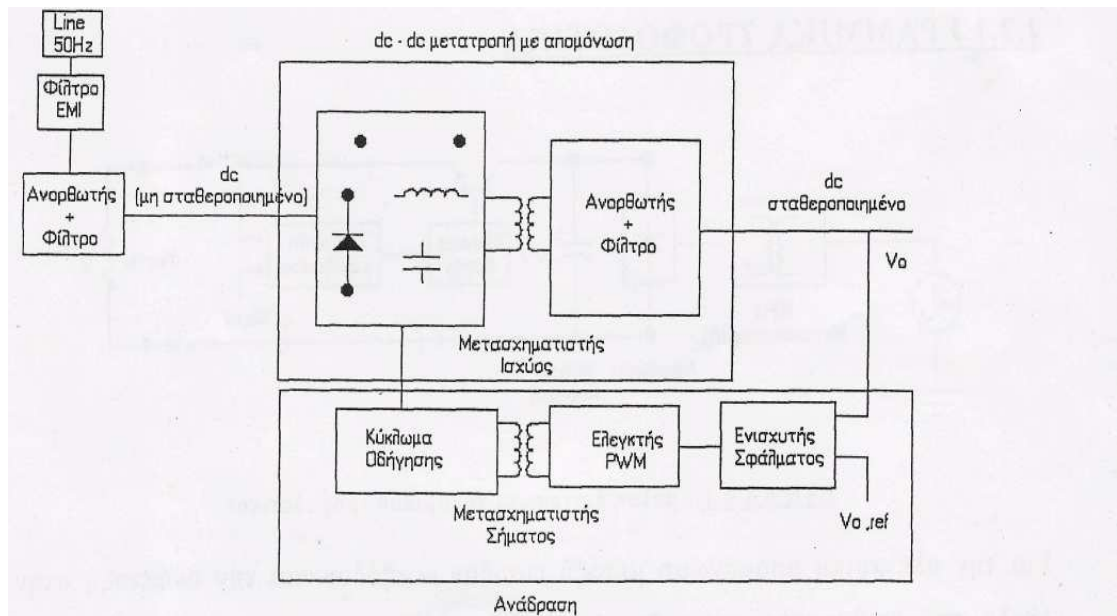 Line
50Hz
Φίλτρο
EMI
Ανορθωτής
+
Φίλτρο
dc
(μη σταθεροποιημένο)
dc - dc μετατροπή με απομόνωση
Ανορθωτής
+
Φίλτρο
dc
σταθεροποιημένο
Vo
Μετασχηματιστής
Ισχύος
Κύκλωμα
Οδήγησης
Ελεγκτής
PWM
Ενισχυτής
Σφάλματος
Μετασχηματιστής
Σήματος
Vo ,ref
Ανάδραση